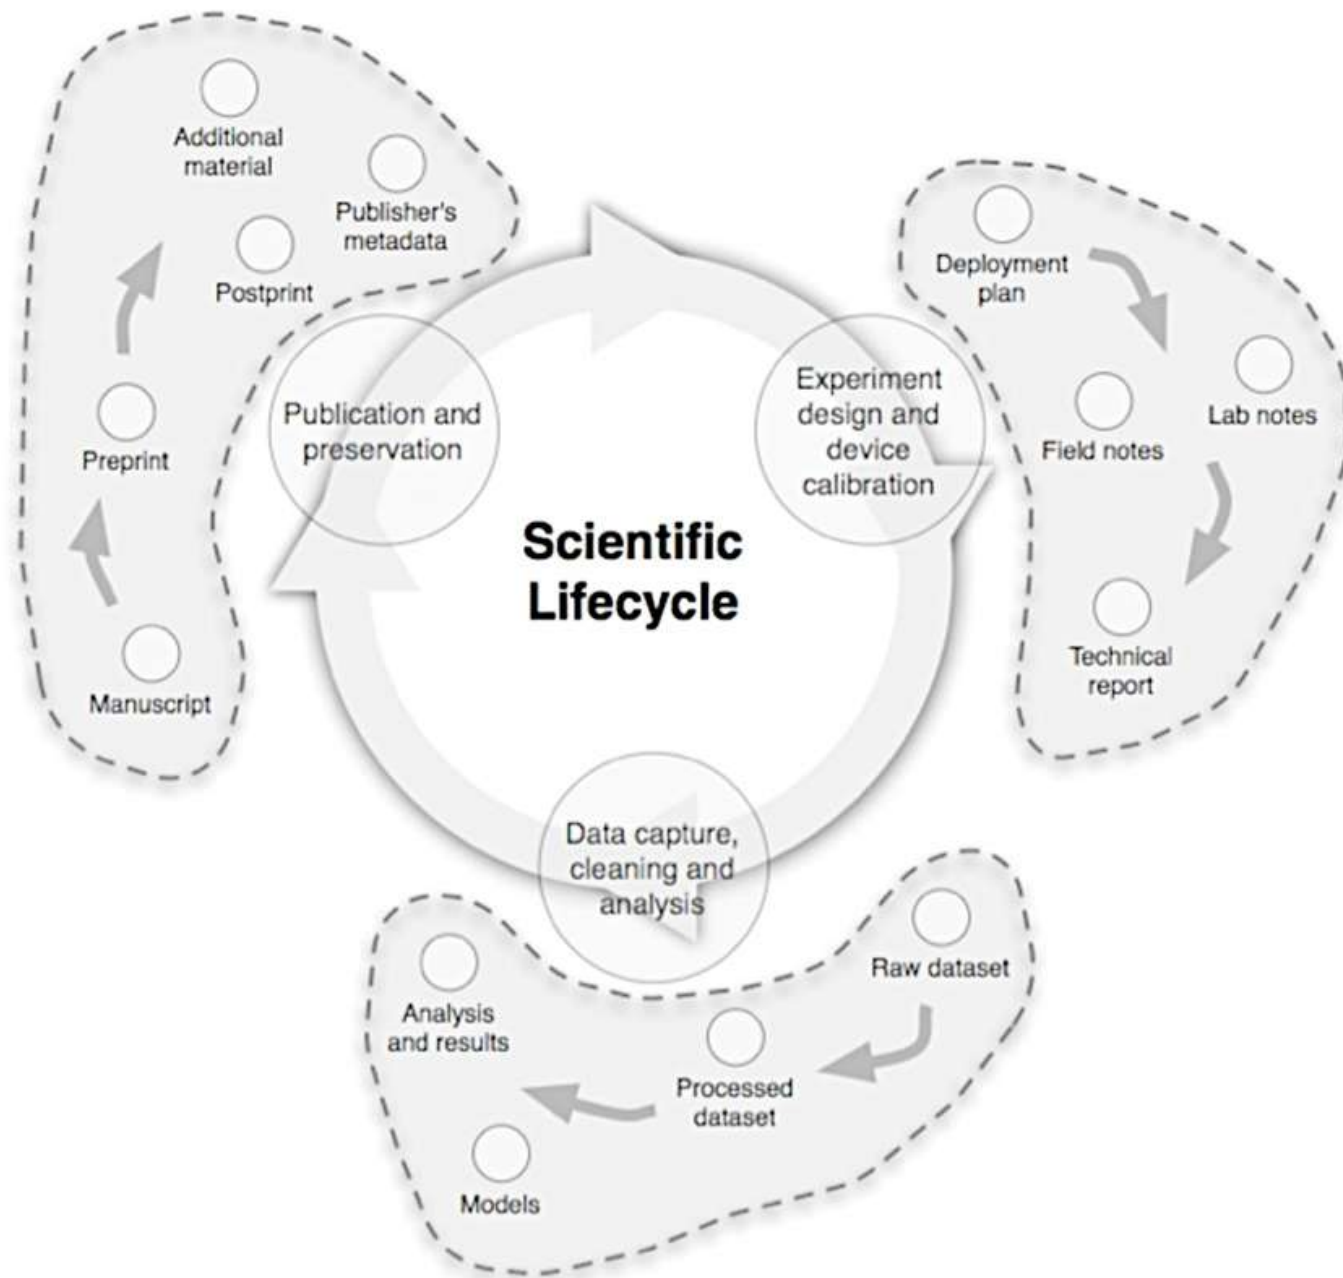 Additional
material
Publisher's
metadata
Postprint
Preprint
Manuscript
Publication and
preservation
Scientific
Lifecycle
Experiment
design and
device
calibration
Deployment
plan
Lab notes
Field notes
Technical
report
Data capture,
cleaning and
analysis
Raw dataset
Processed
dataset
Analysis
and results
Models